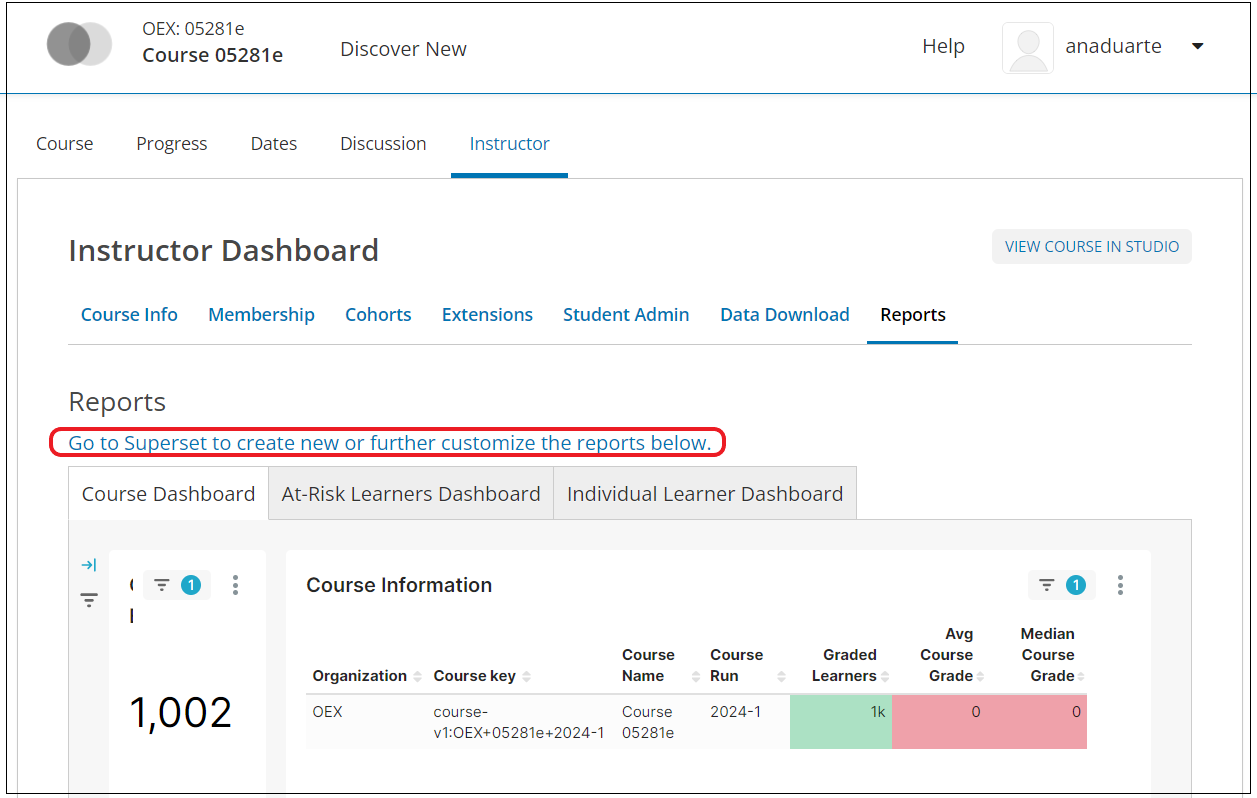 OEX: 05281e
Course 05281e
Discover New
Help
anaduarte
Course Progress Dates Discussion Instructor
Instructor Dashboard
VIEW COURSE IN STUDIO
Course Info Membership Cohorts Extensions Student Admin Data Download Reports
Reports
Go to Superset to create new or further customize the reports below.
Course Dashboard At-Risk Learners Dashboard Individual Learner Dashboard
1
1,002
Course Information
1
Organization
Course key
Course
Name
Course
Run
Graded
Learners
Avg
Course
Grade
Median
Course
Grade
OEX
course-
v1:OEX+05281e+2024-1
Course
05281e
2024-1
1k
0
0